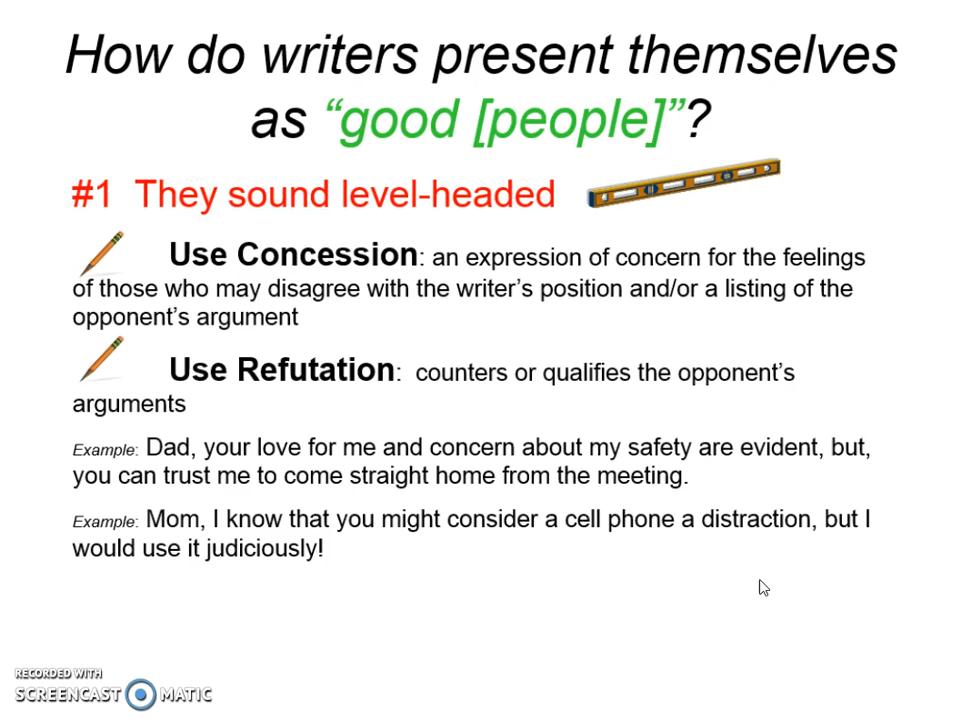 How do writers present themselves
as “good [people]”?
#1 They sound level-headed
Use Concession: an expression of concern for the feelings
of those who may disagree with the writer’s position and/or a listing of the
opponent’s argument
Use Refutation: counters or qualifies the opponent’s
arguments
Example: Dad, your love for me and concern about my safety are evident, but,
you can trust me to come straight home from the meeting.
Example: Mom, I know that you might consider a cell phone a distraction, but I
would use it judiciously!
RECORDED WITH
SCREENCAST MATIC